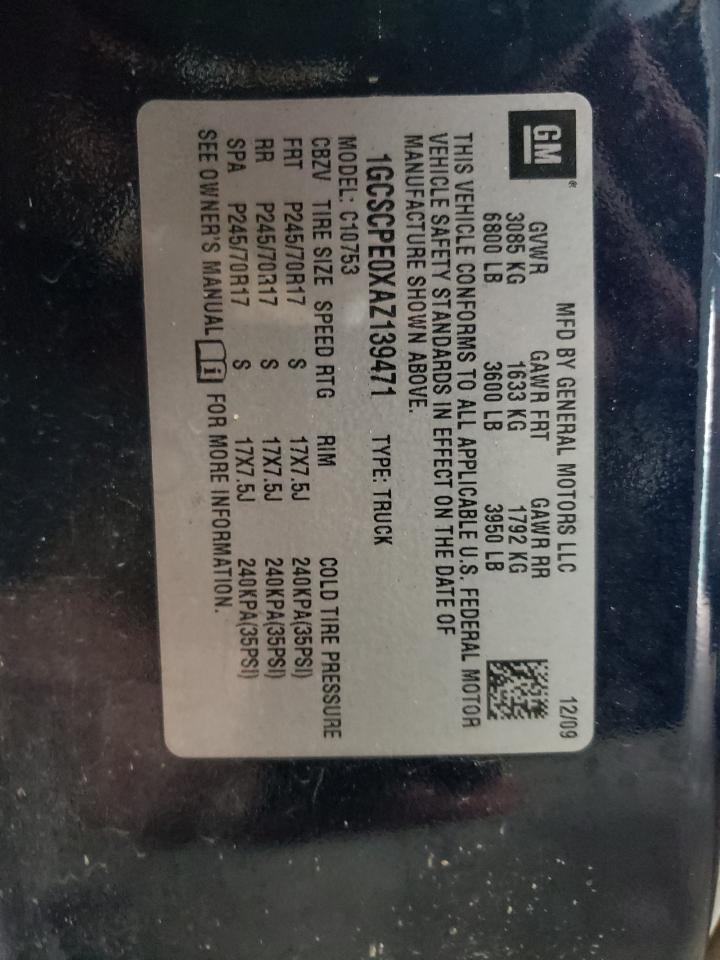 GM®
MFD BY GENERAL MOTORS LLC 12/09
GVWR GAWR FRT GAWR RR
3085 KG 1633 KG 1792 KG
6800 LB 3600 LB 3950 LB
THIS VEHICLE CONFORMS TO ALL APPLICABLE U.S. FEDERAL MOTOR
VEHICLE SAFETY STANDARDS IN EFFECT ON THE DATE OF
MANUFACTURE SHOWN ABOVE.
1GCSCPE0XAZ139471 TYPE: TRUCK
MODEL: C10753
CBZV TIRE SIZE SPEED RTG RIM COLD TIRE PRESSURE
FRT P245/70R17 S 17X7.5J 240KPA(35PSI)
RR P245/70R17 S 17X7.5J 240KPA(35PSI)
SPA P245/70R17 S 17X7.5J 240KPA(35PSI)
SEE OWNER'S MANUAL i FOR MORE INFORMATION.